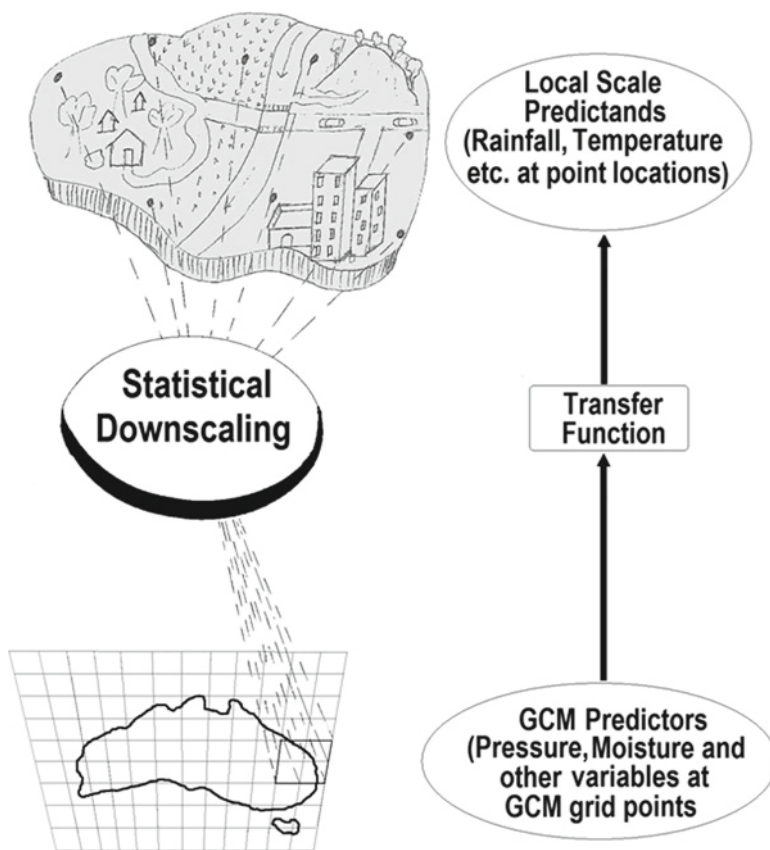 Local Scale
Predictands
(Rainfall, Temperature
etc. at point locations)
Statistical
Downscaling
Transfer
Function
GCM Predictors
(Pressure, Moisture and
other variables at
GCM grid points